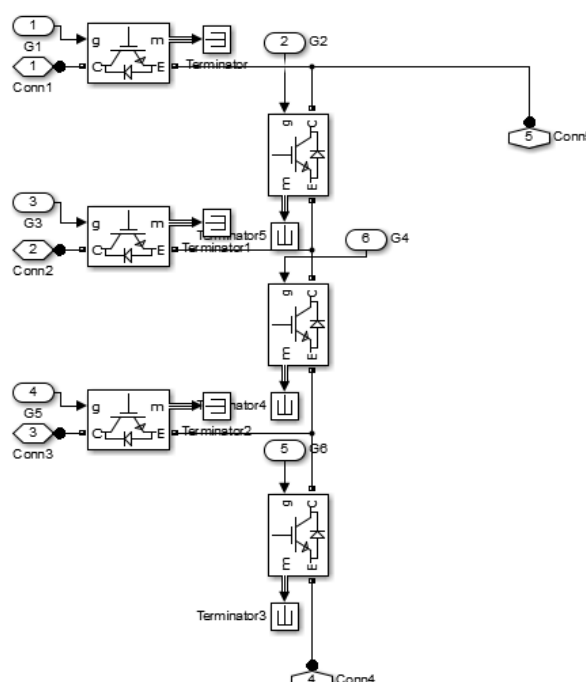 1
G1
g
m
C
E
1
Conn1
Terminator
2
G2
g
C
m
E
5
Conn
3
G3
g
m
C
E
2
Conn2
Terminator5
Terminator1
6
G4
g
C
m
E
4
G5
g
m
C
E
3
Conn3
minator4
Terminator2
5
G6
g
C
m
E
Terminator3
4
Conn4